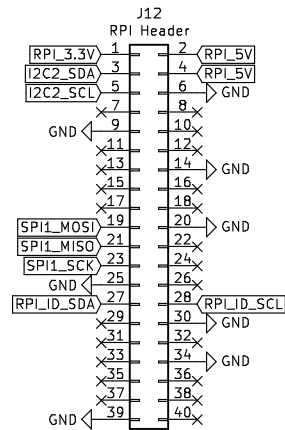 J12
RPI Header
RPI_3.3V 1 2 RPI_5V
I2C2_SDA 3 4 RPI_5V
I2C2_SCL 5 6 GND
7 8
GND 9 10
11 12
13 14 GND
15 16
17 18
SPI1_MOSI 19 20 GND
SPI1_MISO 21 22
SPI1_SCK 23 24
GND 25 26
RPI_ID_SDA 27 28 RPI_ID_SCL
29 30 GND
31 32
33 34 GND
35 36
37 38
GND 39 40